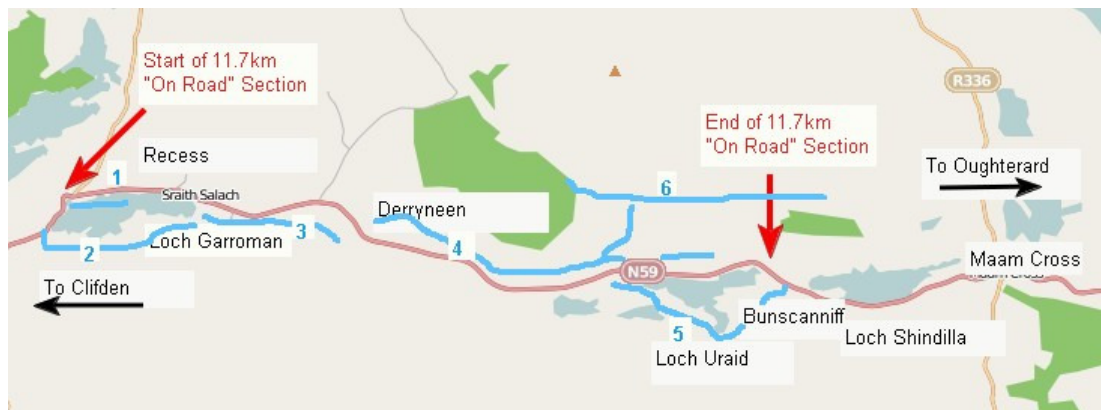 Start of 11.7km
"On Road" Section
R336
End of 11.7km
"On Road" Section
Recess
To Oughterard
1
Sraith Salach
6
Derryneen
2
Loch Garroman
3
4
Maam Cross
Maam Cross
N59
To Clifden
Bunscanniff
5
Loch Uraid
Loch Shindilla